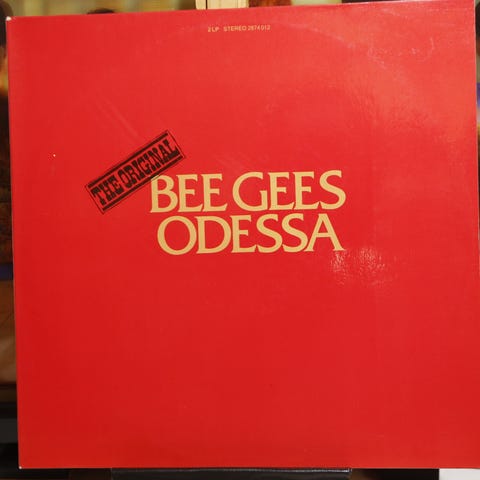 2 LP STEREO 2674 012
THE ORIGINAL
BEE GEES
ODESSA